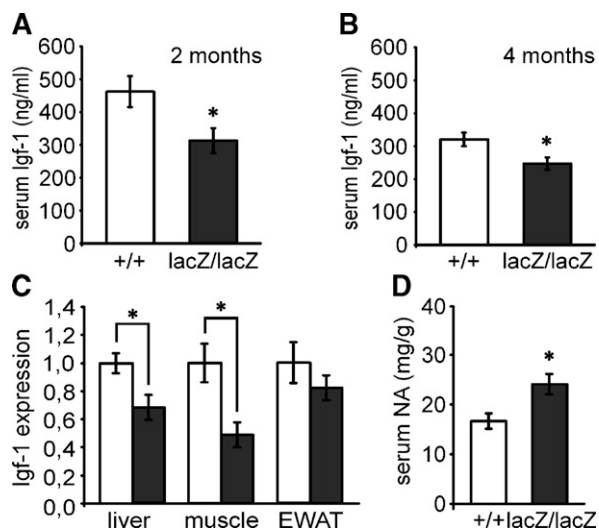 A
2 months
serum Igf-1 (ng/ml)
600
500
400
300
200
100
0
*
+/+ lacZ/lacZ
B
4 months
serum Igf-1 (ng/ml)
600
500
400
300
200
100
0
*
+/+ lacZ/lacZ
C
Igf-1 expression
1,4
1,2
1,0
0,8
0,6
0,4
0,2
0,0
*
*
liver muscle EWAT
D
serum NA (mg/g)
40
30
20
10
0
*
+/+ lacZ/lacZ